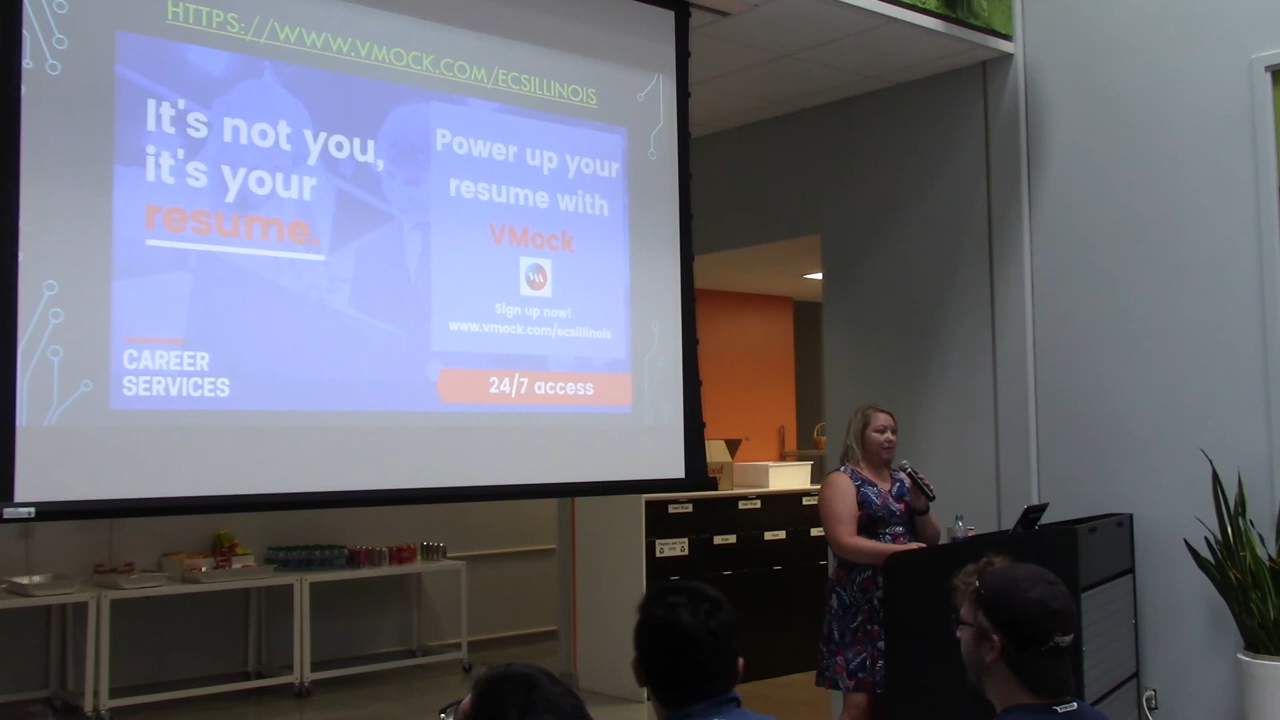 HTTPS://WWW.VMOCK.COM/ECSILLINOIS
It's not you,
it's your
resume.
CAREER
SERVICES
Power up your
resume with
VMock
Sign up now!
www.vmock.com/ecsillinois
24/7 access